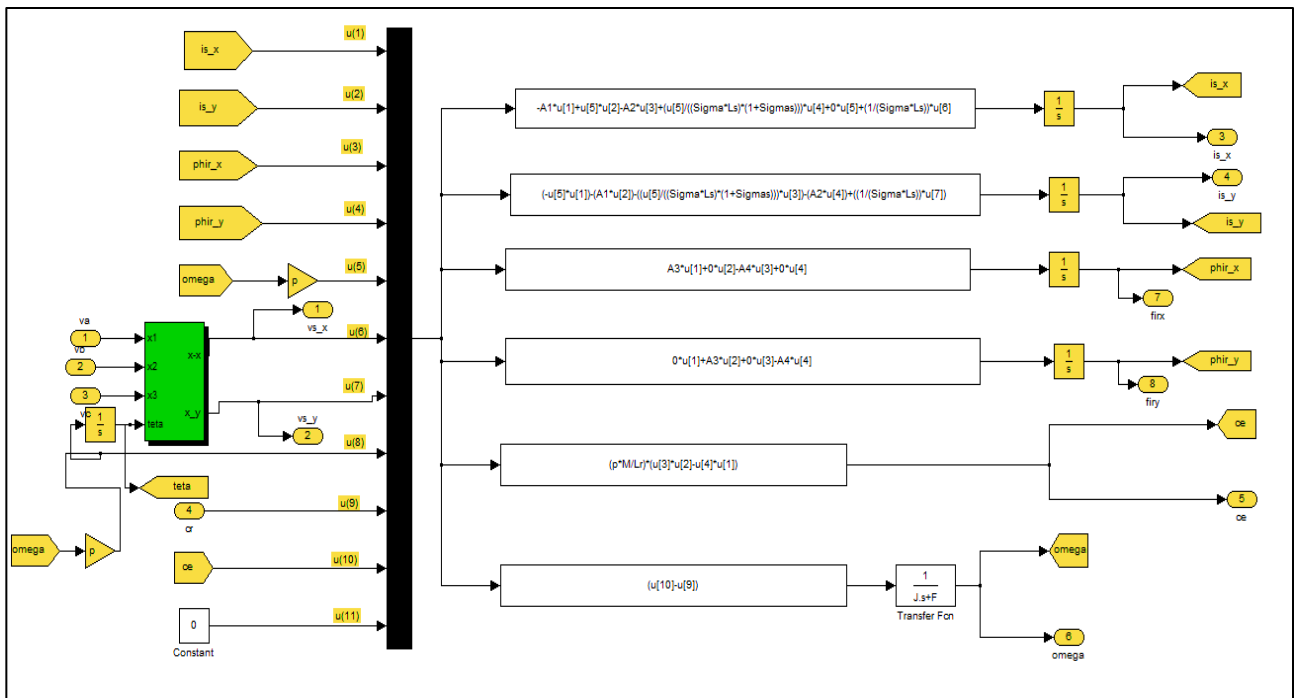 is_x
u(1)
is_y
u(2)
phir_x
u(3)
phir_y
u(4)
omega
p
u(5)
1
vs_x
va
1
vb
2
3
vc
x1
x2
x3
teta
x-x
x_y
u(6)
u(7)
vs_y
2
1
s
u(8)
teta
4
cr
u(9)
omega
p
ce
u(10)
0
Constant
u(11)
-A1*u[1]+u[5]*u[2]-A2*u[3]+(u[5]/((Sigma*Ls)*(1+Sigmas)))*u[4]+0*u[5]+(1/(Sigma*Ls))*u[6]
1
s
is_x
3
is_x
(-u[5]*u[1])-(A1*u[2])-((u[5]/((Sigma*Ls)*(1+Sigmas)))*u[3])-(A2*u[4])+((1/(Sigma*Ls))*u[7])
1
s
4
is_y
is_y
A3*u[1]+0*u[2]-A4*u[3]+0*u[4]
1
s
phir_x
7
firx
0*u[1]+A3*u[2]+0*u[3]-A4*u[4]
1
s
phir_y
8
firy
(p*M/Lr)*(u[3]*u[2]-u[4]*u[1])
ce
5
ce
(u[10]-u[9])
1
J.s+F
Transfer Fcn
omega
6
omega